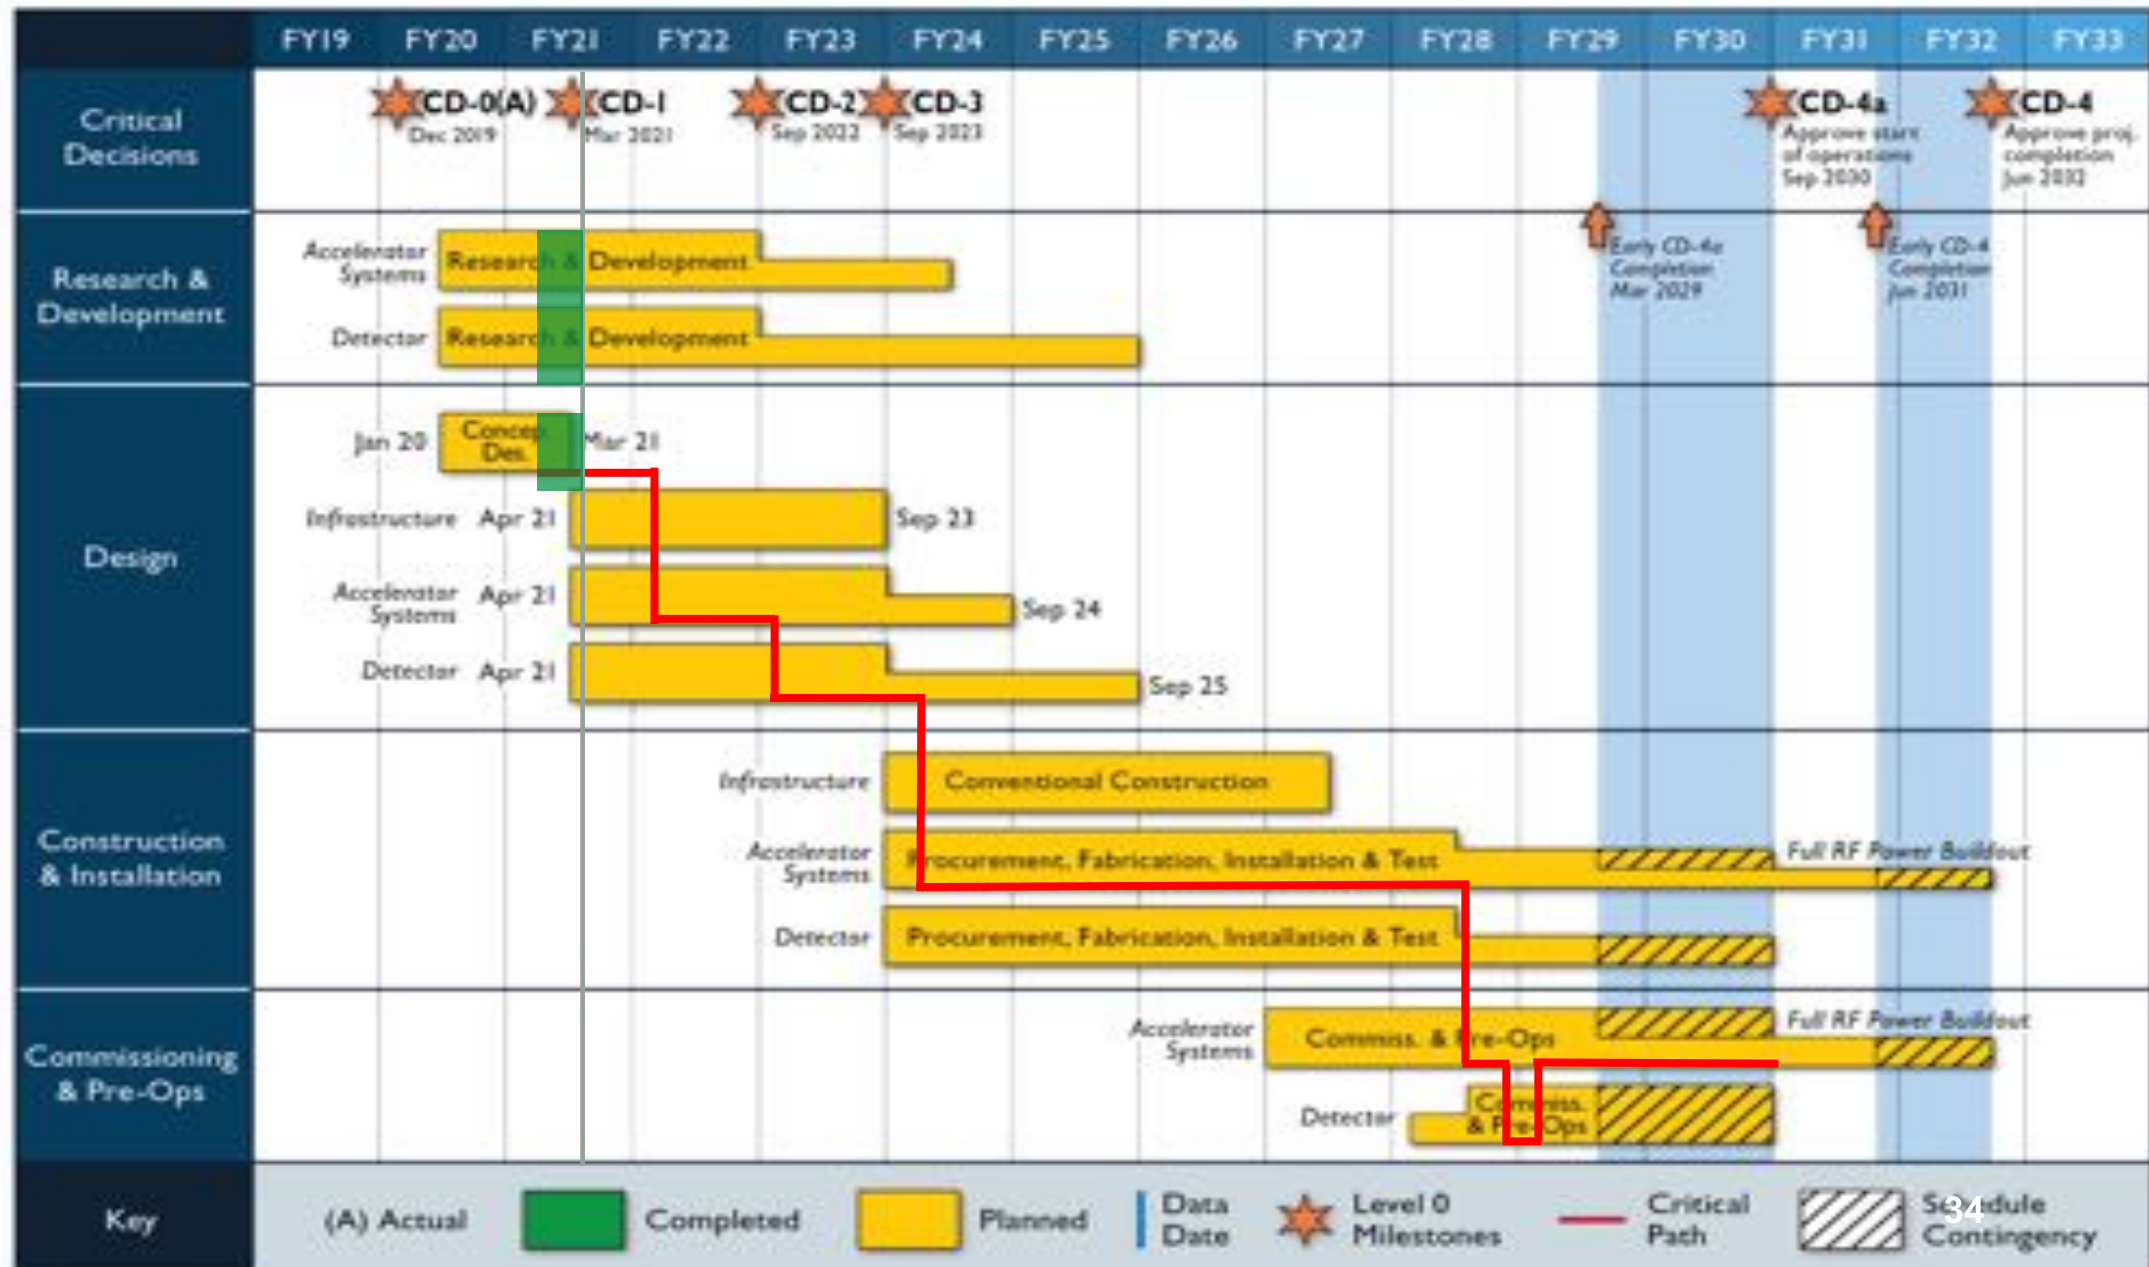 FY19 FY20 FY21 FY22 FY23 FY24 FY25 FY26 FY27 FY28 FY29 FY30 FY31 FY32 FY33
Critical
Decisions
CD-0(A)
Dec 2019
CD-1
Mar 2021
CD-2
Sep 2022
CD-3
Sep 2023
CD-4a
Approve start
of operations
Sep 2030
CD-4
Approve proj.
completion
Jun 2032
Early CD-4a
Completion
Mar 2029
Early CD-4
Completion
Jun 2031
Research &
Development
Accelerator
Systems
Research & Development
Detector
Research & Development
Design
Jan 20
Concep.
Des.
Mar 21
Infrastructure Apr 21
Sep 23
Accelerator
Systems
Apr 21
Sep 24
Detector Apr 21
Sep 25
Construction
& Installation
Infrastructure
Conventional Construction
Accelerator
Systems
Procurement, Fabrication, Installation & Test
Full RF Power Buildout
Detector
Procurement, Fabrication, Installation & Test
Commissioning
& Pre-Ops
Accelerator
Systems
Commiss. & Pre-Ops
Full RF Power Buildout
Detector
Commiss.
& Pre-Ops
Key
(A) Actual
Completed
Planned
Data
Date
Level 0
Milestones
Critical
Path
Schedule
Contingency
34